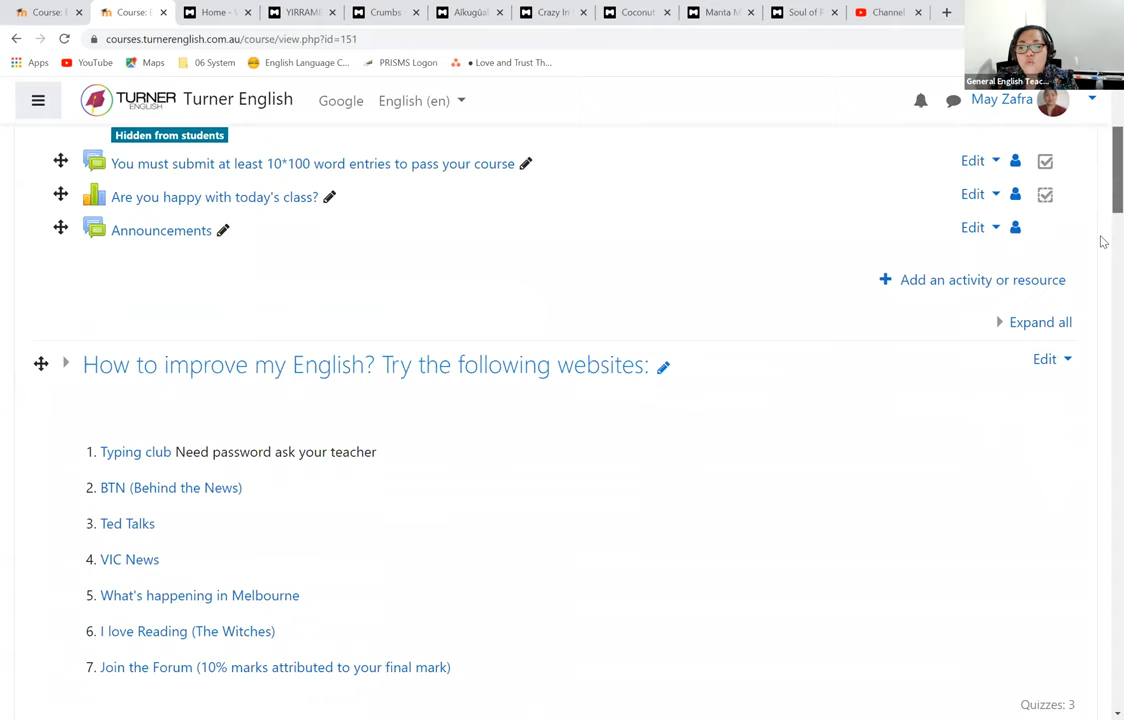 Course: E
Course: E
Home -
YIRRAME
Crumbs
Alkugŭal
Crazy In
Coconut
Manta M
Soul of P
Channel
courses.turnerenglish.com.au/course/view.php?id=151
Apps
YouTube
Maps
06 System
English Language C...
PRISMS Logon
Love and Trust Th...
General English Teac...
TURNER
ENGLISH
Turner English
Google
English (en)
May Zafra
Hidden from students
You must submit at least 10*100 word entries to pass your course
Edit
Are you happy with today's class?
Edit
Announcements
Edit
Add an activity or resource
Expand all
How to improve my English? Try the following websites:
Edit
1. Typing club Need password ask your teacher
2. BTN (Behind the News)
3. Ted Talks
4. VIC News
5. What's happening in Melbourne
6. I love Reading (The Witches)
7. Join the Forum (10% marks attributed to your final mark)
Quizzes: 3